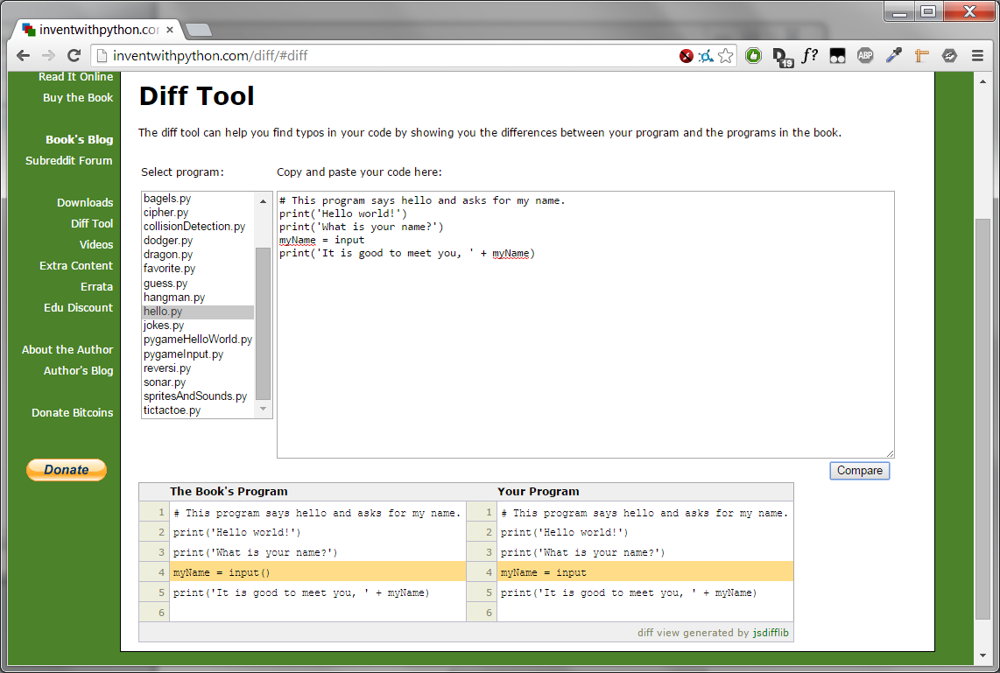 inventwithpython.cor
inventwithpython.com/diff/#diff
19
f?
ABP
Read It Online
Buy the Book
Book's Blog
Subreddit Forum
Downloads
Diff Tool
Videos
Extra Content
Errata
Edu Discount
About the Author
Author's Blog
Donate Bitcoins
Donate
Diff Tool
The diff tool can help you find typos in your code by showing you the differences between your program and the programs in the book.
Select program:
bagels.py
cipher.py
collisionDetection.py
dodger.py
dragon.py
favorite.py
guess.py
hangman.py
hello.py
jokes.py
pygameHelloWorld.py
pygameInput.py
reversi.py
sonar.py
spritesAndSounds.py
tictactoe.py
Copy and paste your code here:
# This program says hello and asks for my name.
print('Hello world!')
print('What is your name?')
myName = input
print('It is good to meet you, ' + myName)
Compare
The Book's Program
1 # This program says hello and asks for my name.
2 print('Hello world!')
3 print('What is your name?')
4 myName = input()
5 print('It is good to meet you, ' + myName)
6
Your Program
1 # This program says hello and asks for my name.
2 print('Hello world!')
3 print('What is your name?')
4 myName = input
5 print('It is good to meet you, ' + myName)
6
diff view generated by jsdifflib